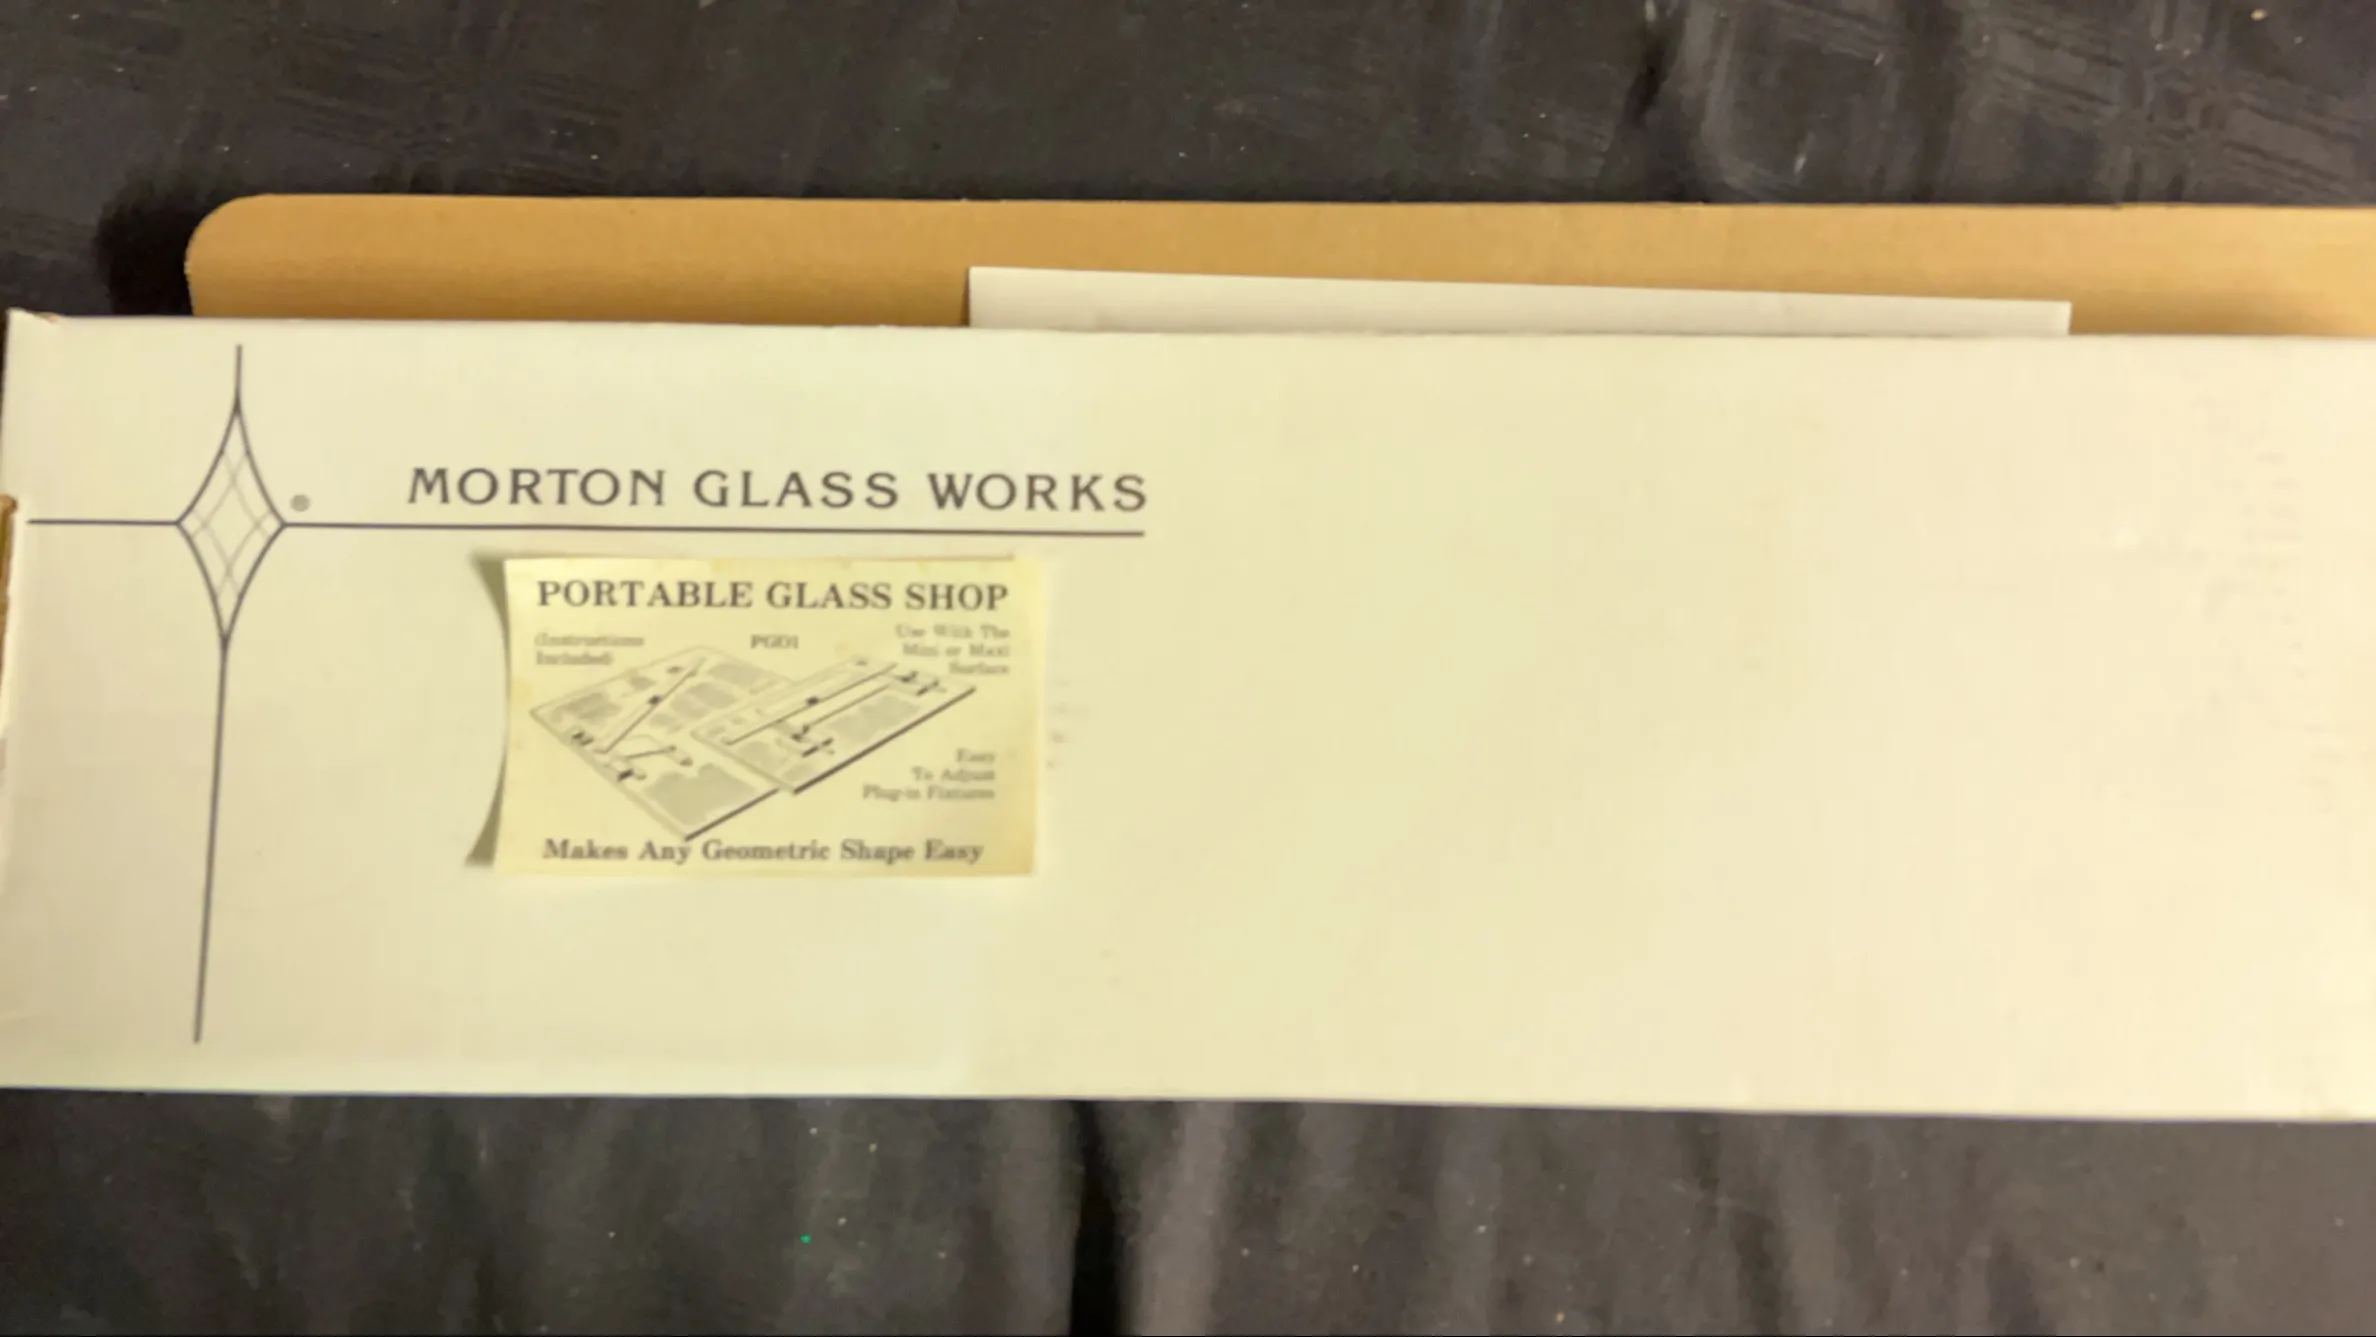 MORTON GLASS WORKS
®
PORTABLE GLASS SHOP
(Instructions
Included)
PG01
Use With The
Mini or Maxi
Surface
Easy
To Adjust
Plug-in Fixtures
Makes Any Geometric Shape Easy